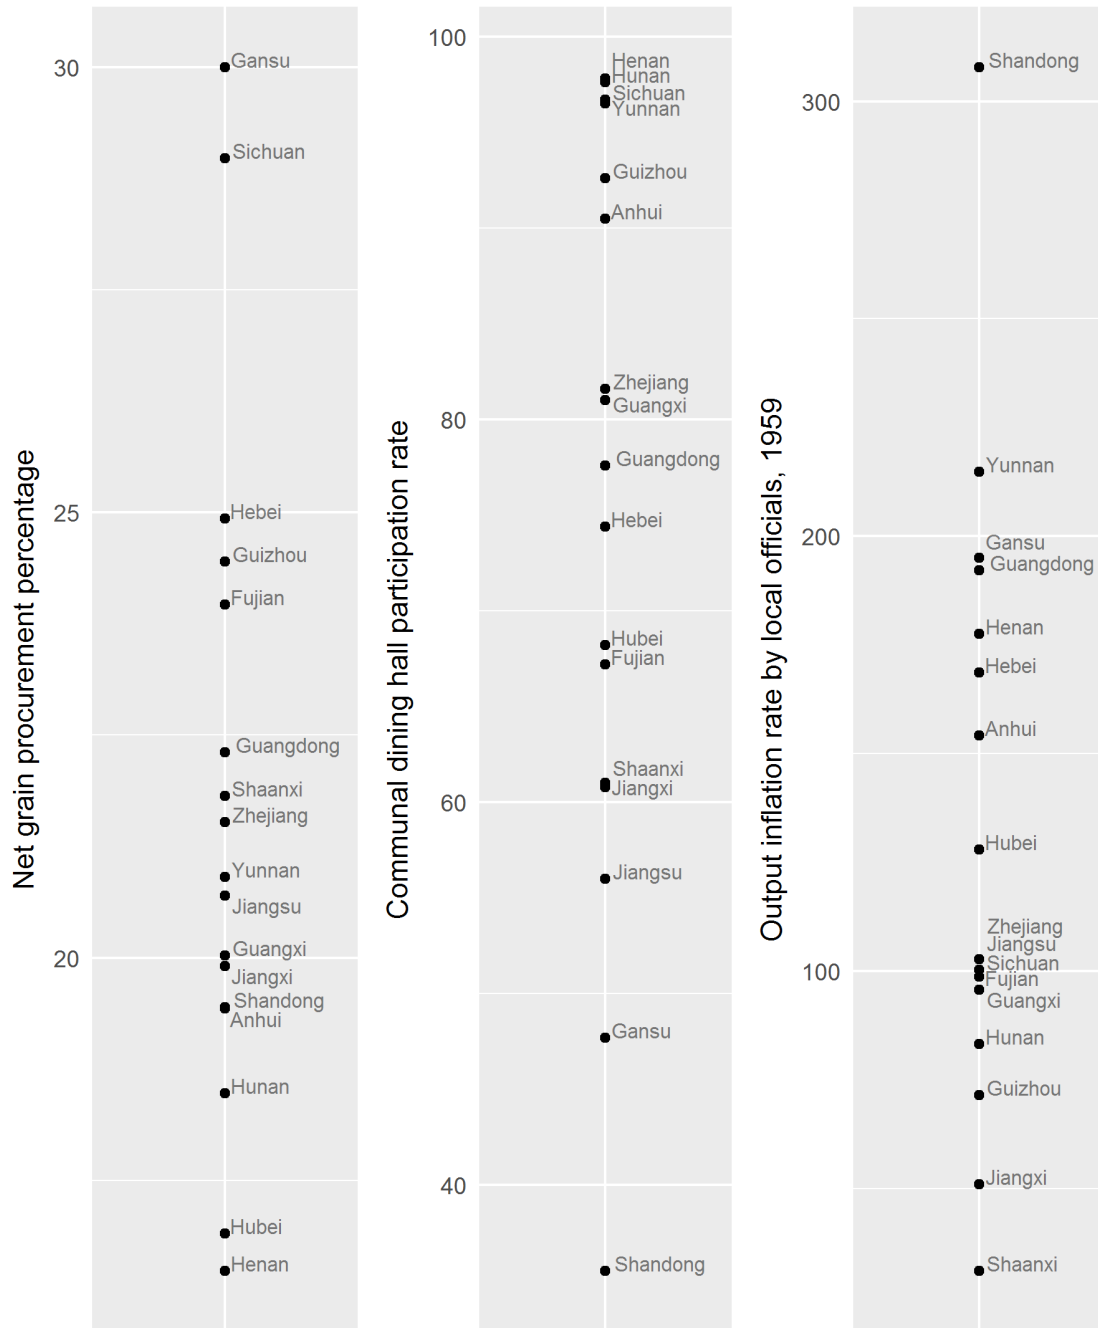 Net grain procurement percentage
30
25
20
Gansu
Sichuan
Hebei
Guizhou
Fujian
Guangdong
Shaanxi
Zhejiang
Yunnan
Jiangsu
Guangxi
Jiangxi
Shandong
Anhui
Hunan
Hubei
Henan
Communal dining hall participation rate
100
80
60
40
Henan
Hunan
Sichuan
Yunnan
Guizhou
Anhui
Zhejiang
Guangxi
Guangdong
Hebei
Hubei
Fujian
Shaanxi
Jiangxi
Jiangsu
Gansu
Shandong
Output inflation rate by local officials, 1959
300
200
100
Shandong
Yunnan
Gansu
Guangdong
Henan
Hebei
Anhui
Hubei
Zhejiang
Jiangsu
Sichuan
Fujian
Guangxi
Hunan
Guizhou
Jiangxi
Shaanxi